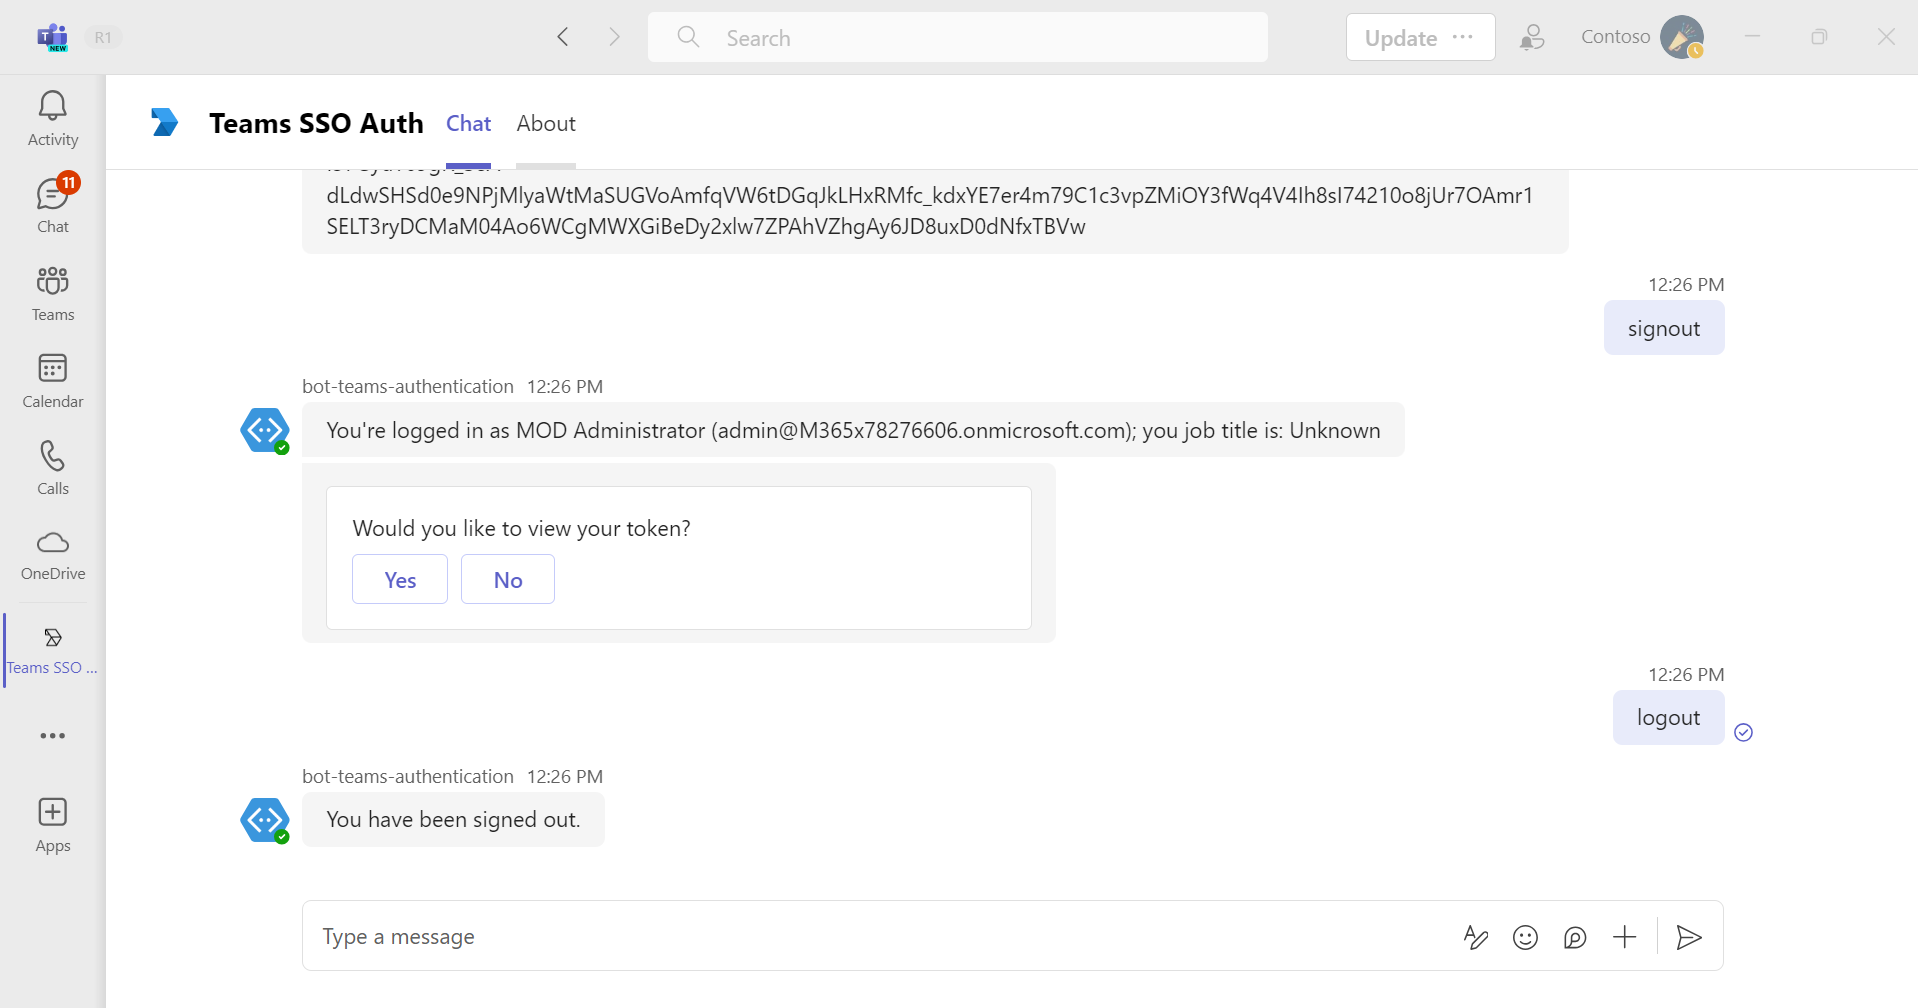 R1
Search
Update
Contoso
Activity
11
Chat
Teams
Calendar
Calls
OneDrive
Teams SSO ...
Apps
Teams SSO Auth
Chat
About
dLdwSHSd0e9NPjMlyaWtMaSUGVoAmfqVW6tDGqJkLHxRMfc_kdxYE7er4m79C1c3vpZMiOY3fWq4V4Ih8sI74210o8jUr7OAmr1
SELT3ryDCMaM04Ao6WCgMWXGiBeDy2xlw7ZPAhVZhgAy6JD8uxD0dNfxTBVw
12:26 PM
signout
bot-teams-authentication 12:26 PM
You're logged in as MOD Administrator (admin@M365x78276606.onmicrosoft.com); you job title is: Unknown
Would you like to view your token?
Yes
No
12:26 PM
logout
bot-teams-authentication 12:26 PM
You have been signed out.
Type a message